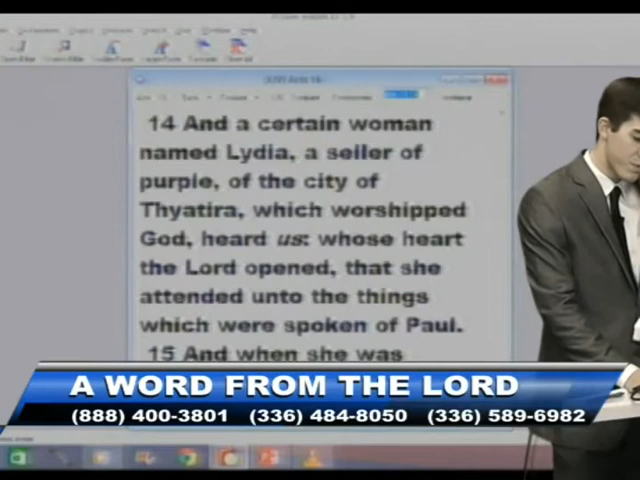 14 And a certain woman
named Lydia, a seller of
purple, of the city of
Thyatira, which worshipped
God, heard us: whose heart
the Lord opened, that she
attended unto the things
which were spoken of Paul.
15 And when she was
A WORD FROM THE LORD
(888) 400-3801 (336) 484-8050 (336) 589-6982